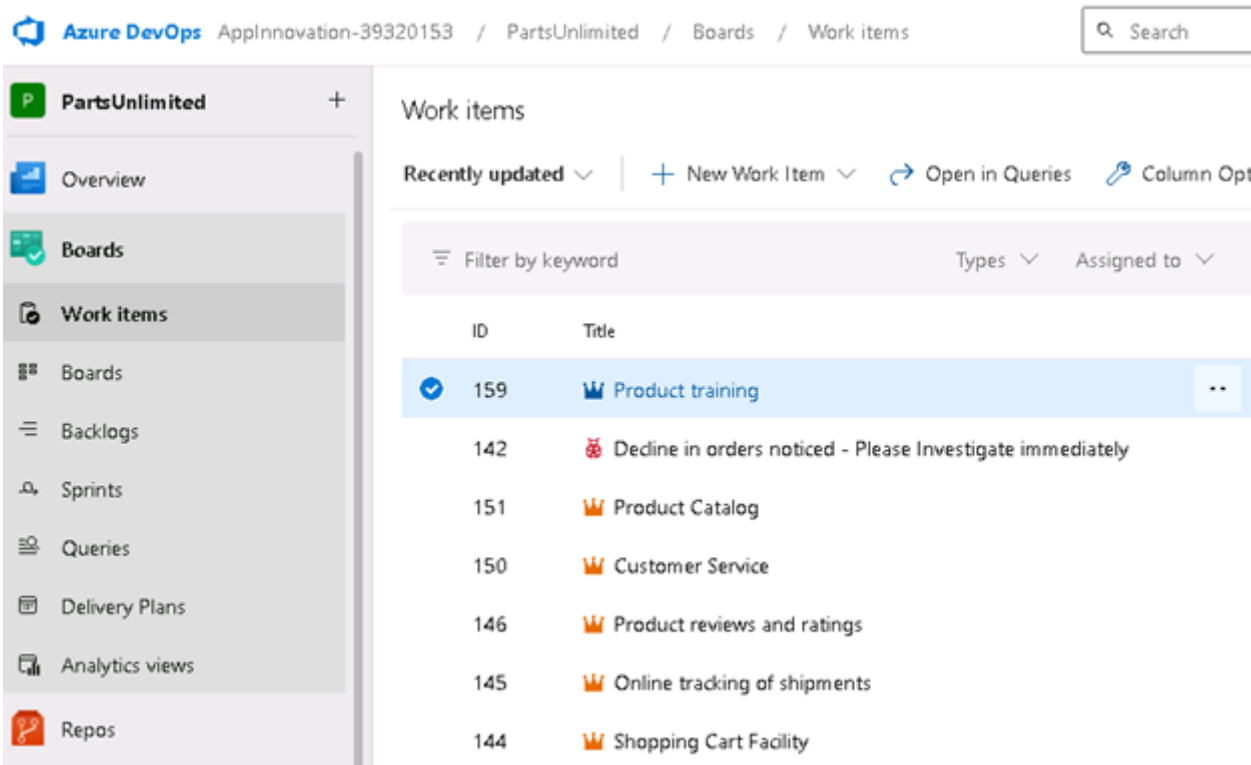 Azure DevOps AppInnovation-39320153 / PartsUnlimited / Boards / Work items Search
P PartsUnlimited +
Work items
Recently updated + New Work Item Open in Queries Column Opt
Overview
Boards
Filter by keyword Types Assigned to
Work items
ID Title
Boards
159 Product training
Backlogs
142 Decline in orders noticed - Please Investigate immediately
Sprints
151 Product Catalog
Queries
150 Customer Service
Delivery Plans
146 Product reviews and ratings
Analytics views
145 Online tracking of shipments
Repos
144 Shopping Cart Facility